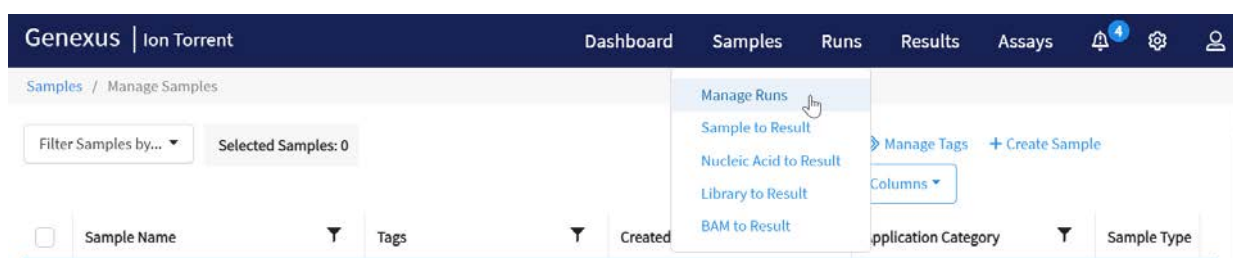 Genexus | Ion Torrent Dashboard Samples Runs Results Assays 4
Samples / Manage Samples
Manage Runs
Filter Samples by... Selected Samples: 0
Sample to Result
Manage Tags + Create Sample
Nucleic Acid to Result
Columns
Library to Result
BAM to Result
Sample Name Tags Created pplication Category Sample Type